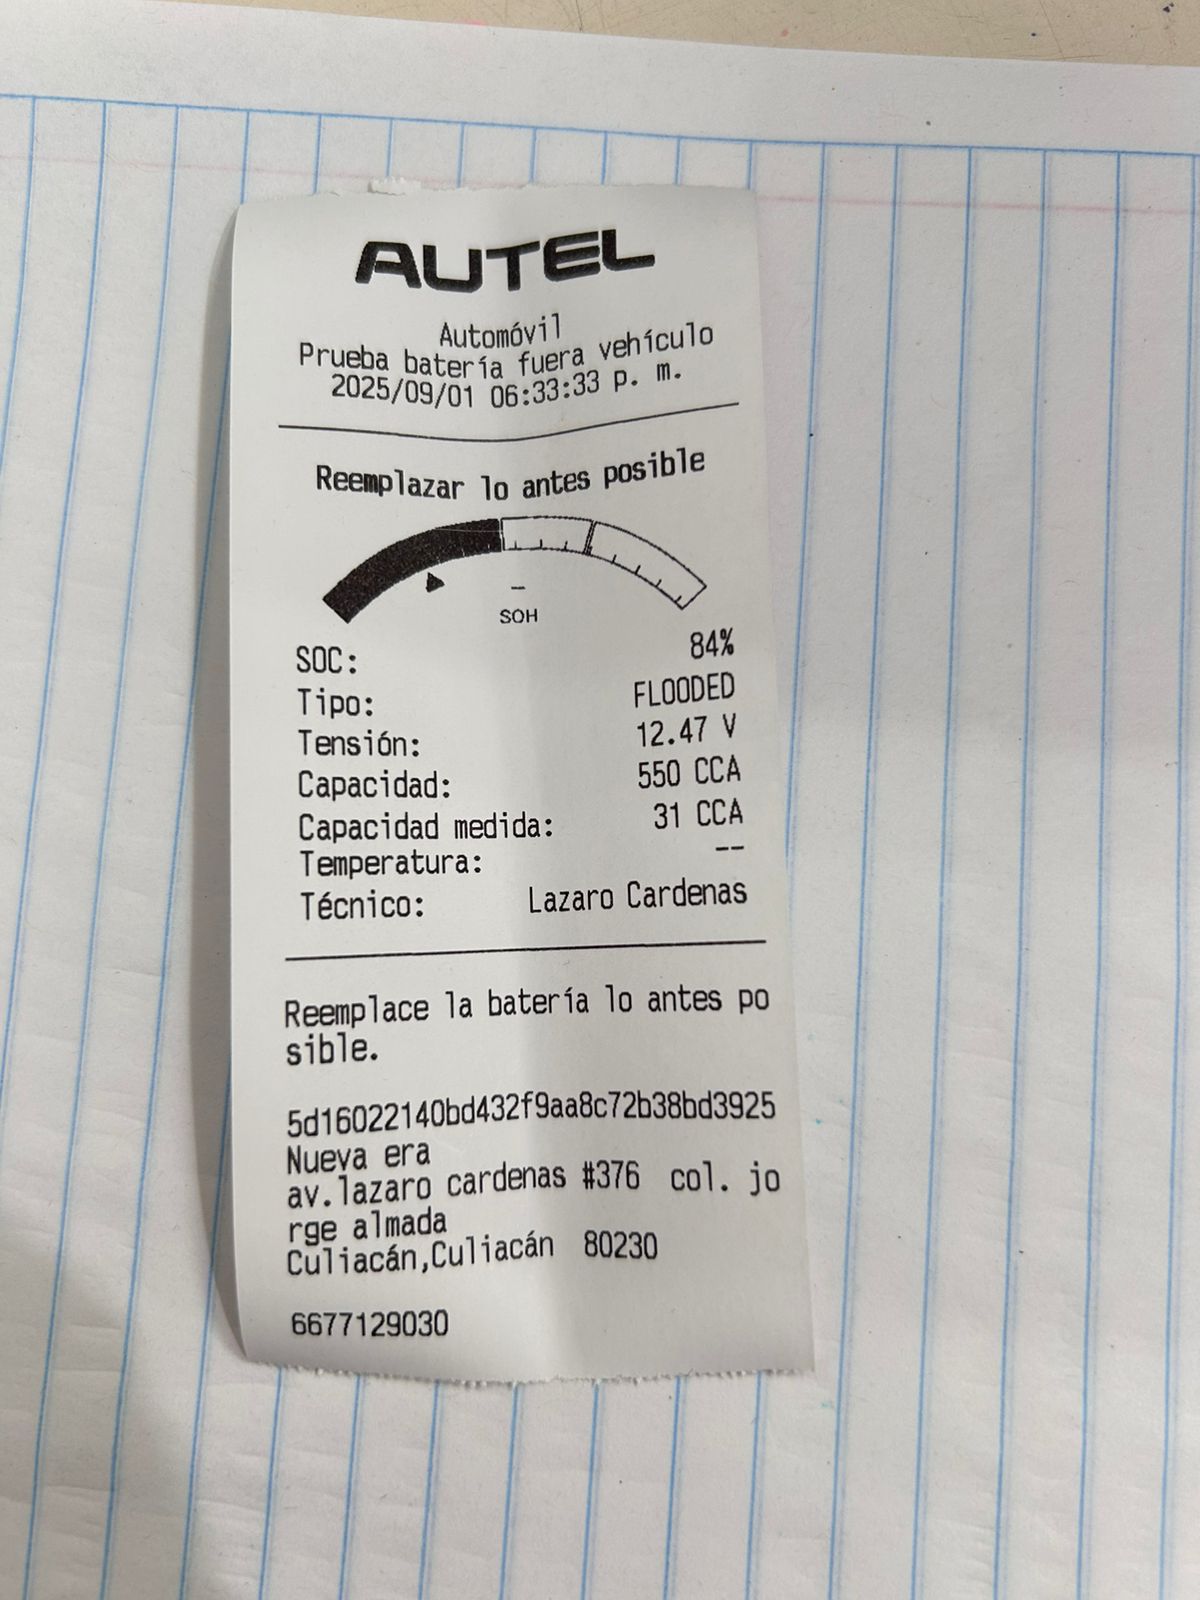 AUTEL
Automóvil
Prueba batería fuera vehículo
2025/09/01 06:33:33 p. m.
Reemplazar lo antes posible
--
SOH
SOC: 84%
Tipo: FLOODED
Tensión: 12.47 V
Capacidad: 550 CCA
Capacidad medida: 31 CCA
Temperatura: --
Técnico: Lazaro Cardenas
Reemplace la batería lo antes po
sible.
5d16022140bd432f9aa8c72b38bd3925
Nueva era
av.lazaro cardenas #376 col. jo
rge almada
Culiacán,Culiacán 80230
6677129030